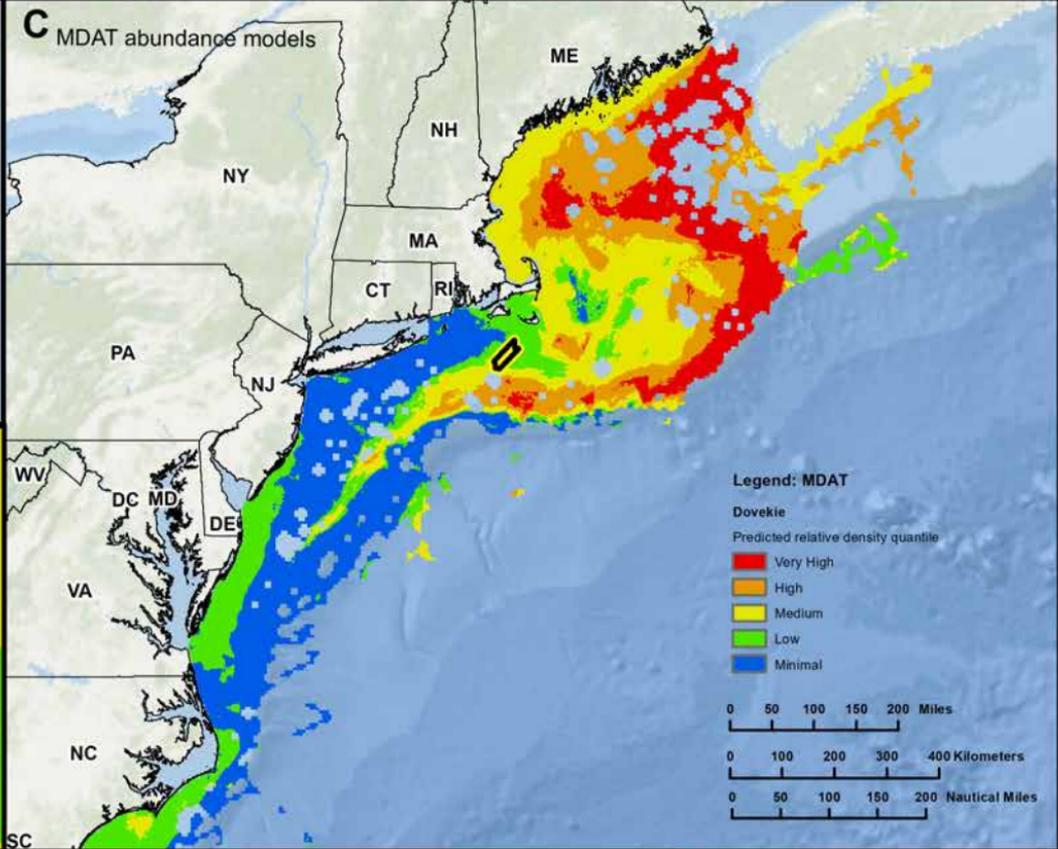 C MDAT abundance models
ME
NH
NY
MA
CT
RI
PA
NJ
WV
DC MD
DE
VA
NC
SC
Legend: MDAT
Dovekie
Predicted relative density quantile
Very High
High
Medium
Low
Minimal
0 50 100 150 200 Miles
0 100 200 300 400 Kilometers
0 50 100 150 200 Nautical Miles